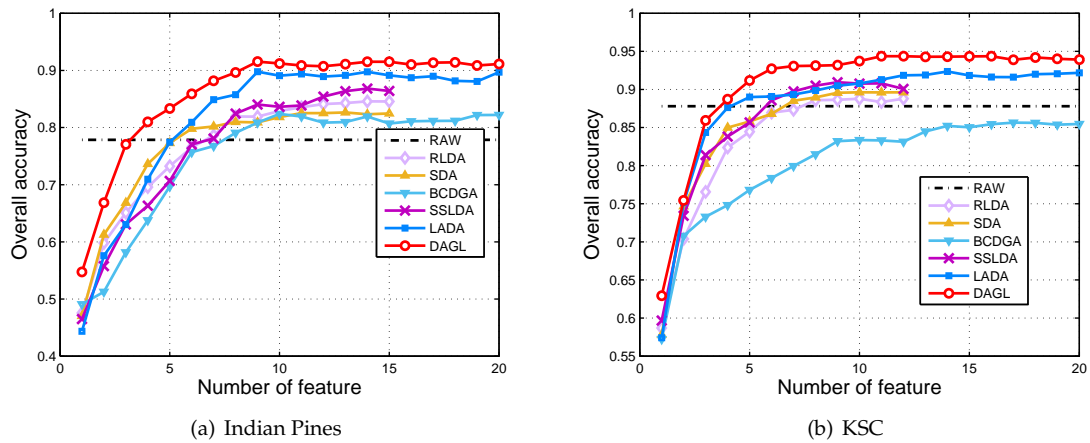 1
0.9
0.8
0.7
0.6
0.5
0.4
Overall accuracy
0
5
10
15
20
Number of feature
RAW
RLDA
SDA
BCDGA
SSLDA
LADA
DAGL
(a) Indian Pines
1
0.95
0.9
0.85
0.8
0.75
0.7
0.65
0.6
0.55
Overall accuracy
0
5
10
15
20
Number of feature
RAW
RLDA
SDA
BCDGA
SSLDA
LADA
DAGL
(b) KSC